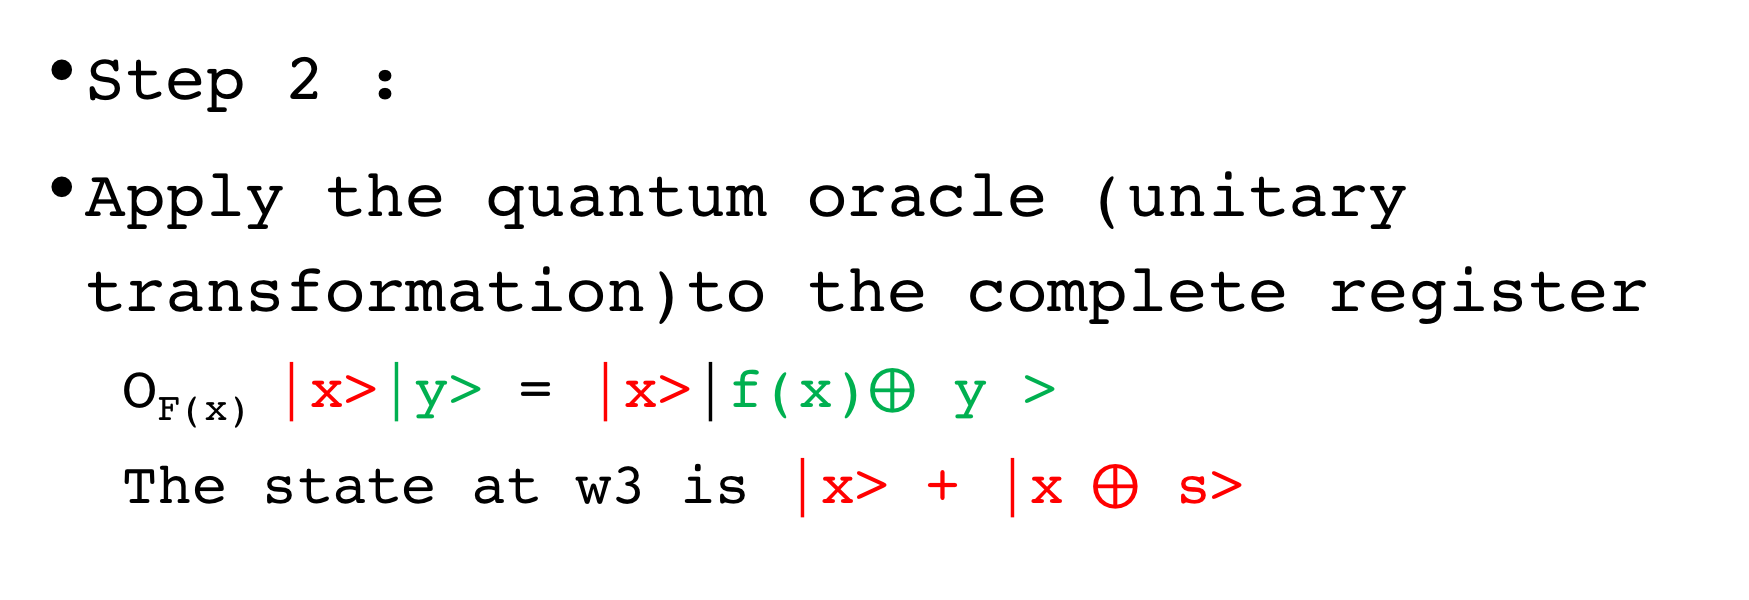 •Step 2 :
•Apply the quantum oracle (unitary
transformation)to the complete register
O_F(x) |x>|y> = |x>|f(x)⊕ y >
The state at w3 is |x> + |x ⊕ s>